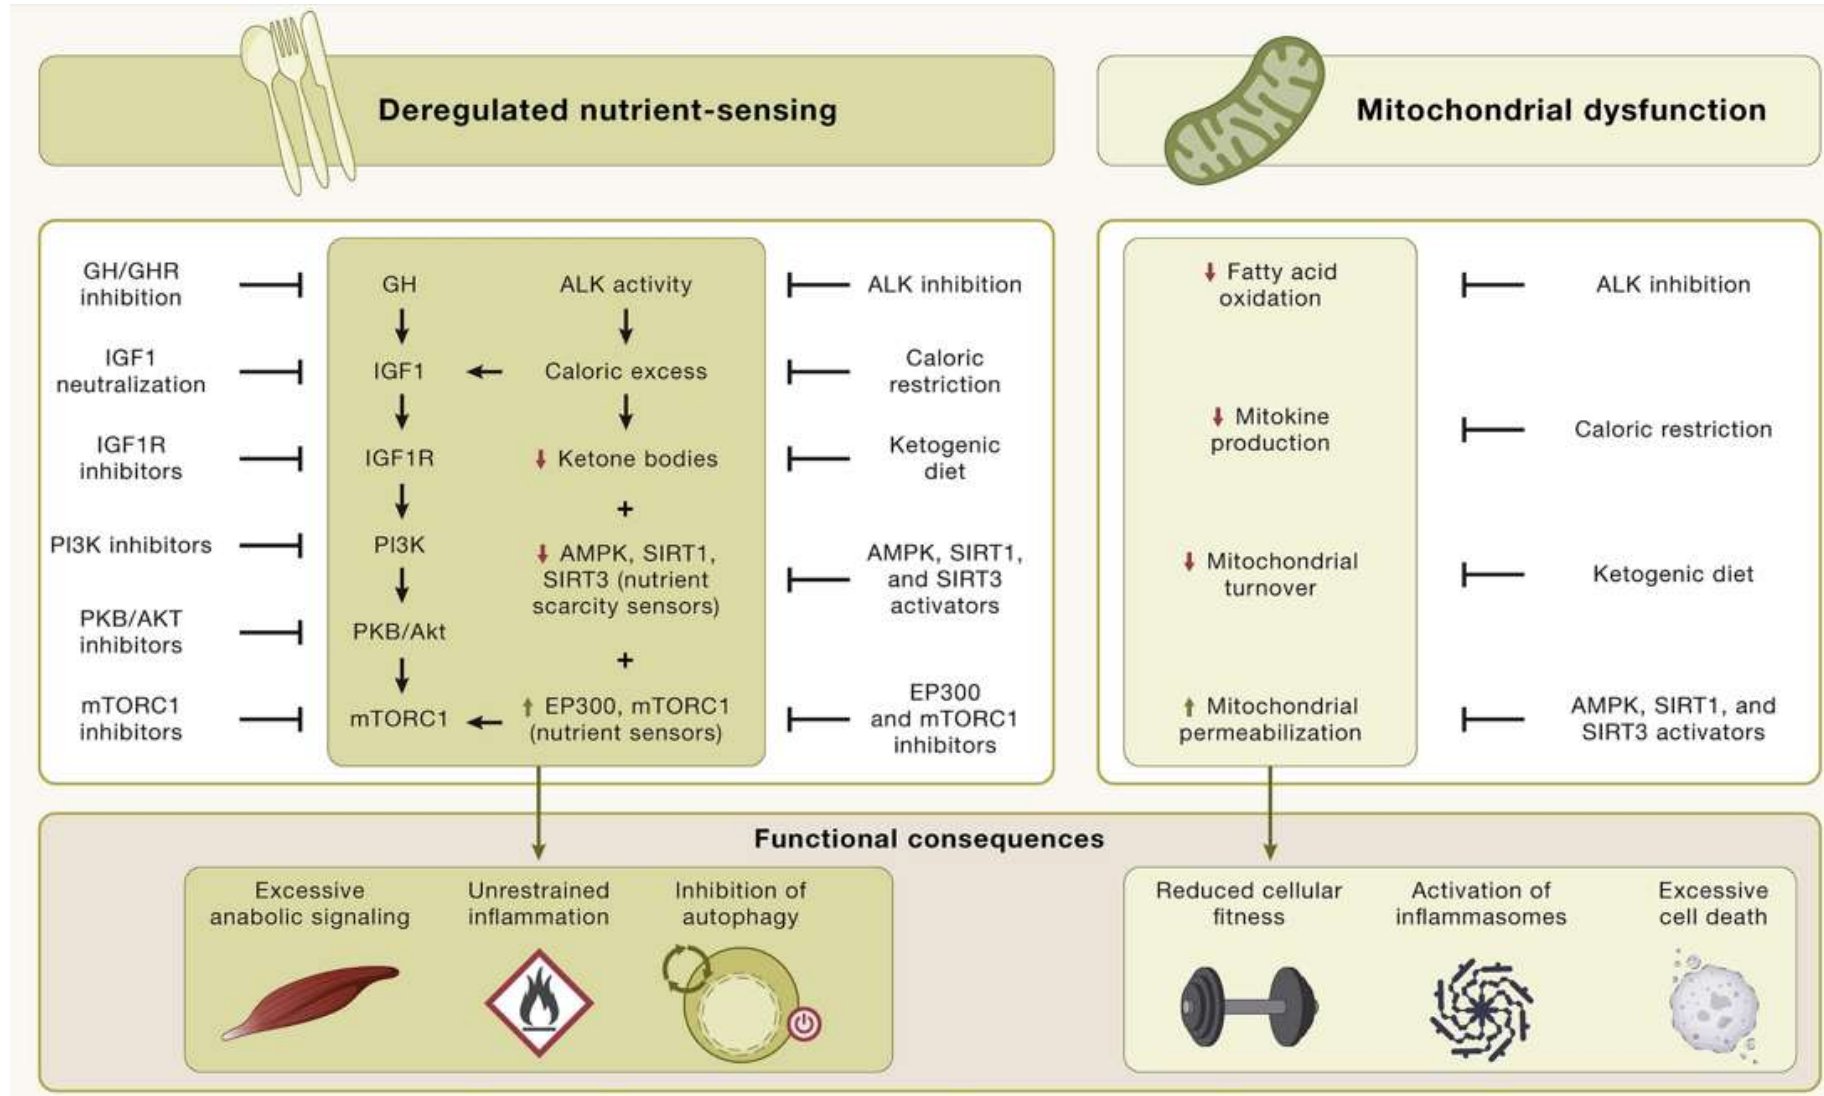 Deregulated nutrient-sensing
Mitochondrial dysfunction
GH/GHR
inhibition
IGF1
neutralization
IGF1R
inhibitors
PI3K inhibitors
PKB/AKT
inhibitors
mTORC1
inhibitors
GH
IGF1
IGF1R
PI3K
PKB/Akt
mTORC1
ALK activity
Caloric excess
Ketone bodies
+
AMPK, SIRT1,
SIRT3 (nutrient
scarcity sensors)
+
EP300, mTORC1
(nutrient sensors)
ALK inhibition
Caloric
restriction
Ketogenic
diet
AMPK, SIRT1,
and SIRT3
activators
EP300
and mTORC1
inhibitors
Fatty acid
oxidation
Mitokine
production
Mitochondrial
turnover
Mitochondrial
permeabilization
ALK inhibition
Caloric restriction
Ketogenic diet
AMPK, SIRT1, and
SIRT3 activators
Functional consequences
Excessive
anabolic signaling
Unrestrained
inflammation
Inhibition of
autophagy
Reduced cellular
fitness
Activation of
inflammasomes
Excessive
cell death